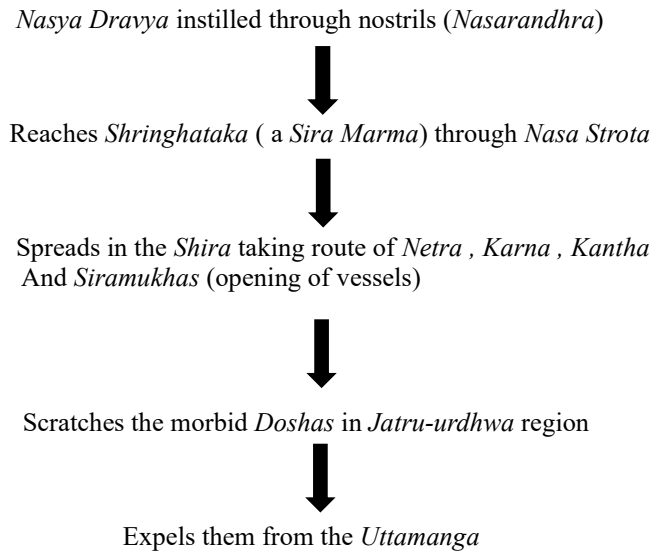 Nasya Dravya instilled through nostrils (Nasarandhra)
Reaches Shringhataka ( a Sira Marma) through Nasa Strota
Spreads in the Shira taking route of Netra , Karna , Kantha
And Siramukhas (opening of vessels)
Scratches the morbid Doshas in Jatru-urdhwa region
Expels them from the Uttamanga